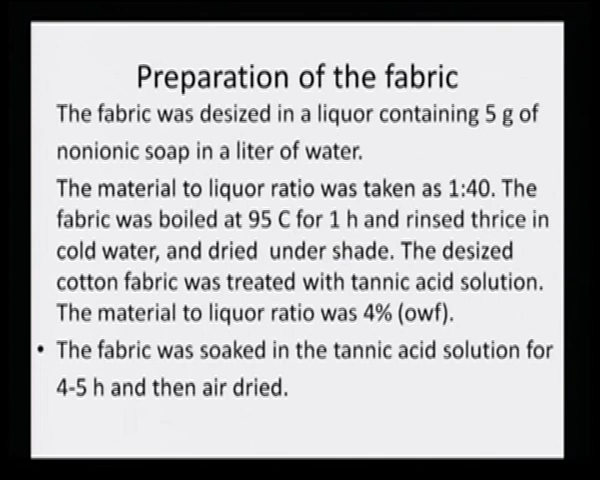 Preparation of the fabric
The fabric was desized in a liquor containing 5 g of
nonionic soap in a liter of water.
The material to liquor ratio was taken as 1:40. The
fabric was boiled at 95 C for 1 h and rinsed thrice in
cold water, and dried  under shade. The desized
cotton fabric was treated with tannic acid solution.
The material to liquor ratio was 4% (owf).
• The fabric was soaked in the tannic acid solution for
4-5 h and then air dried.